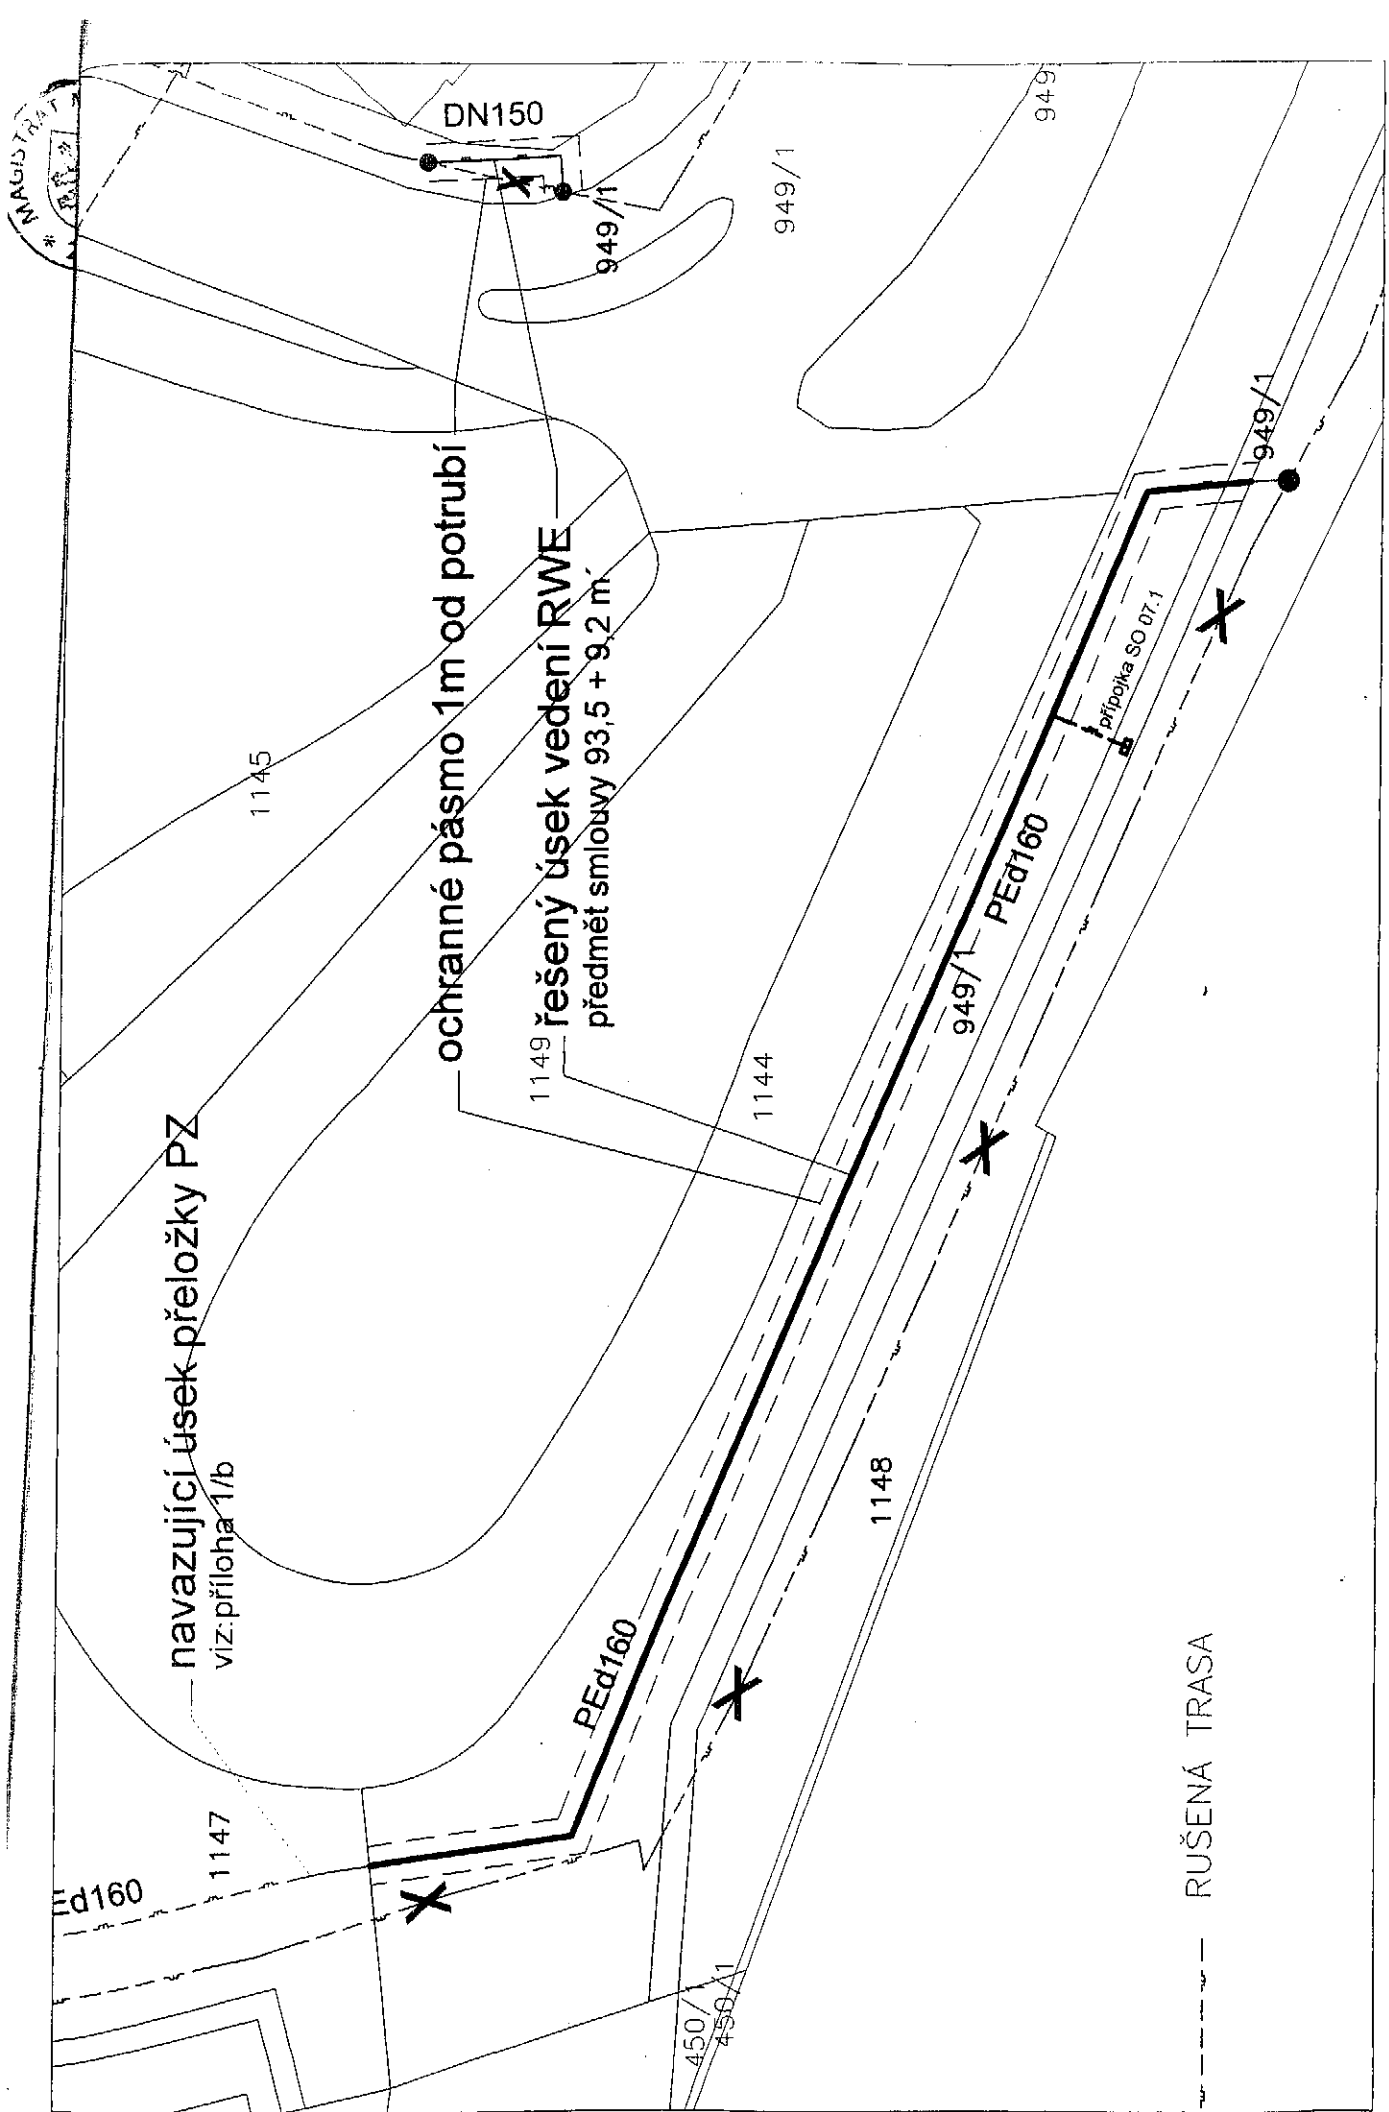 MAGISTRÁT
DN150
949/1
949/1
949
949/1
ochranné pásmo 1m od potrubí
řešený úsek vedení RWE
předmět smlouvy 93,5 + 9,2 m
1145
1149
1144
přípojka SO 07.1
PEd160
949/1
navazující úsek přeložky PZ
viz:příloha 1/b
1148
PEd160
1147
Ed160
450/1
450/1
RUŠENÁ TRASA